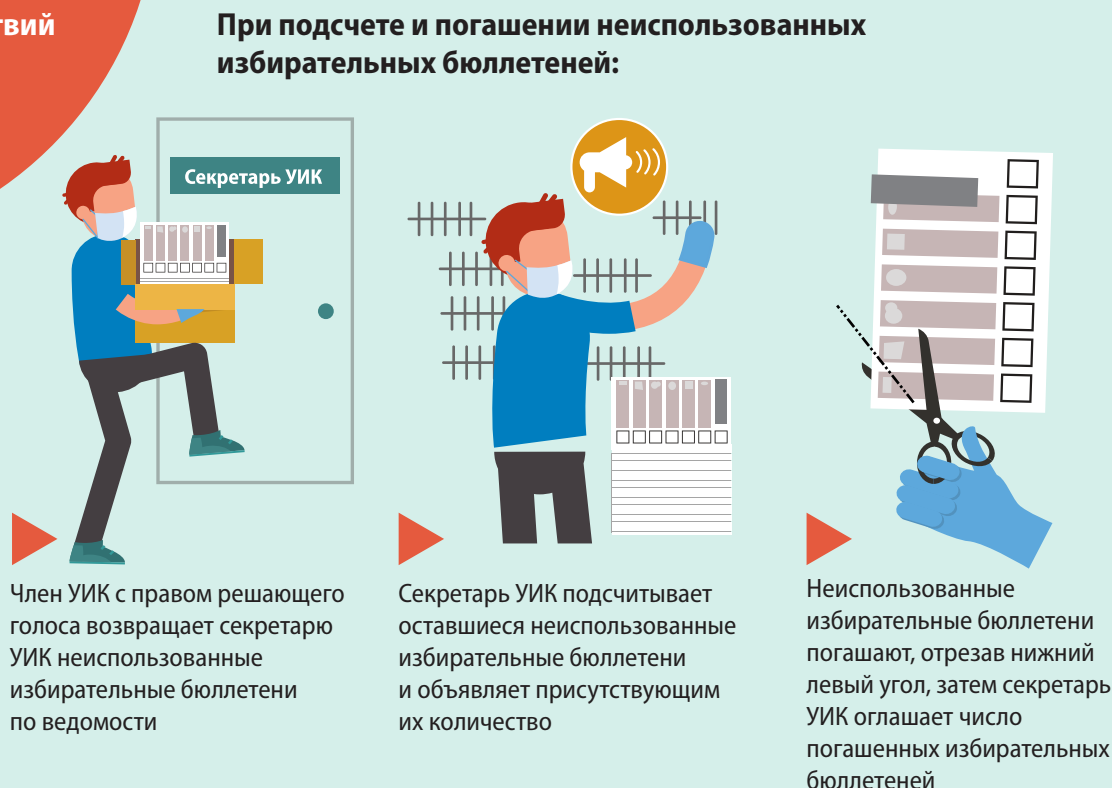 При подсчете и погашении неиспользованных
избирательных бюллетеней:
Секретарь УИК
Член УИК с правом решающего
голоса возвращает секретарю
УИК неиспользованные
избирательные бюллетени
по ведомости
Секретарь УИК подсчитывает
оставшиеся неиспользованные
избирательные бюллетени
и объявляет присутствующим
их количество
Неиспользованные
избирательные бюллетени
погашают, отрезав нижний
левый угол, затем секретарь
УИК оглашает число
погашенных избирательных
бюллетеней